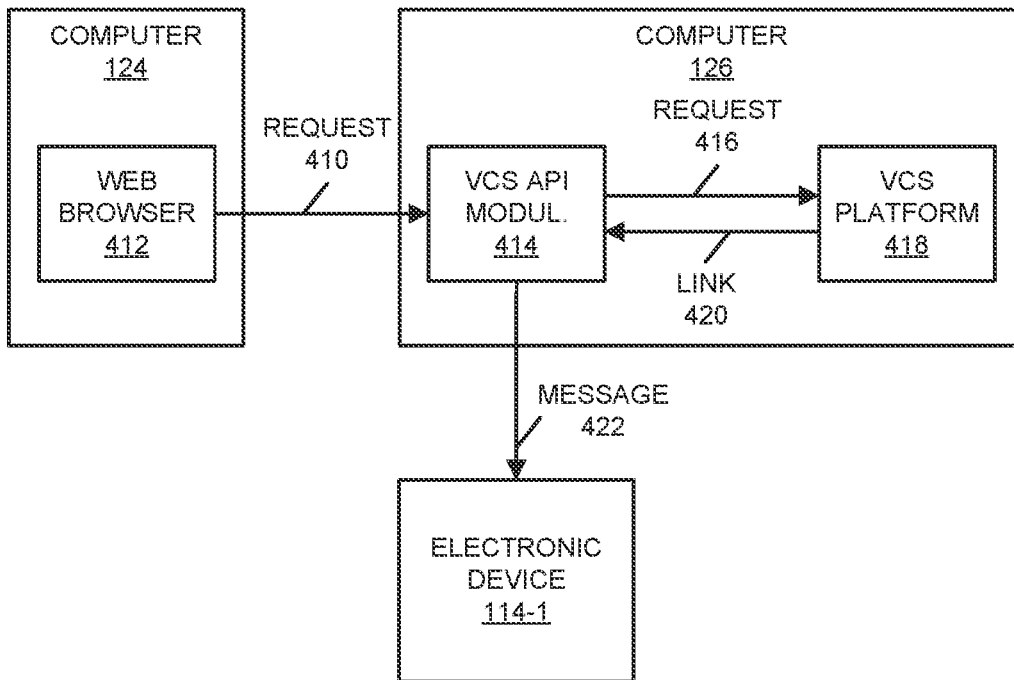 COMPUTER
124
WEB
BROWSER
412
REQUEST
410
COMPUTER
126
VCS API
MODUL.
414
REQUEST
416
LINK
420
VCS
PLATFORM
418
MESSAGE
422
ELECTRONIC
DEVICE
114-1